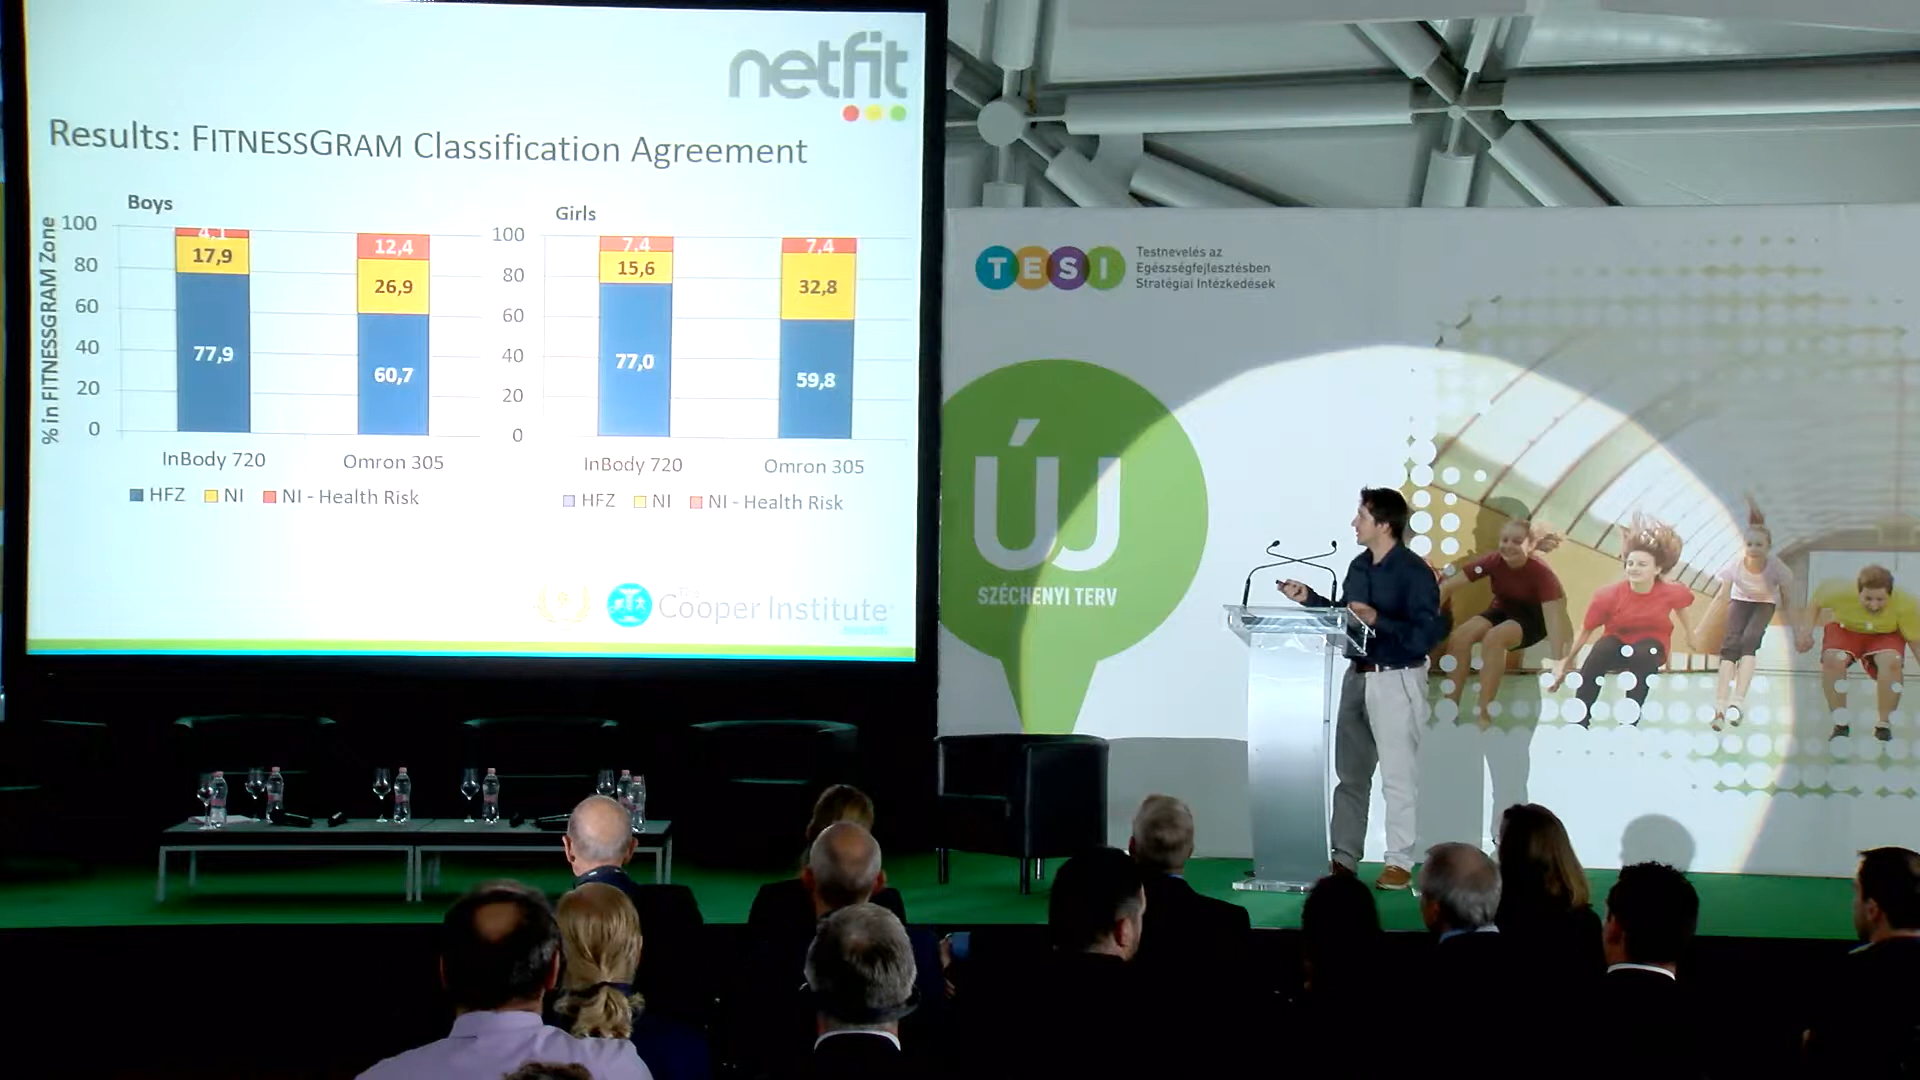 netfit
Results: FITNESSGRAM Classification Agreement
Boys
% in FITNESSGRAM Zone
100
80
60
40
20
0
4,1
17,9
77,9
12,4
26,9
60,7
InBody 720
Omron 305
HFZ NI NI - Health Risk
Girls
100
80
60
40
20
0
7,4
15,6
77,0
7,4
32,8
59,8
InBody 720
Omron 305
HFZ NI NI - Health Risk
Cooper Institute
TESI
Testnevelés az
Egészségfejlesztésben
Stratégiai Intézkedések
ÚJ
SZÉCHENYI TERV